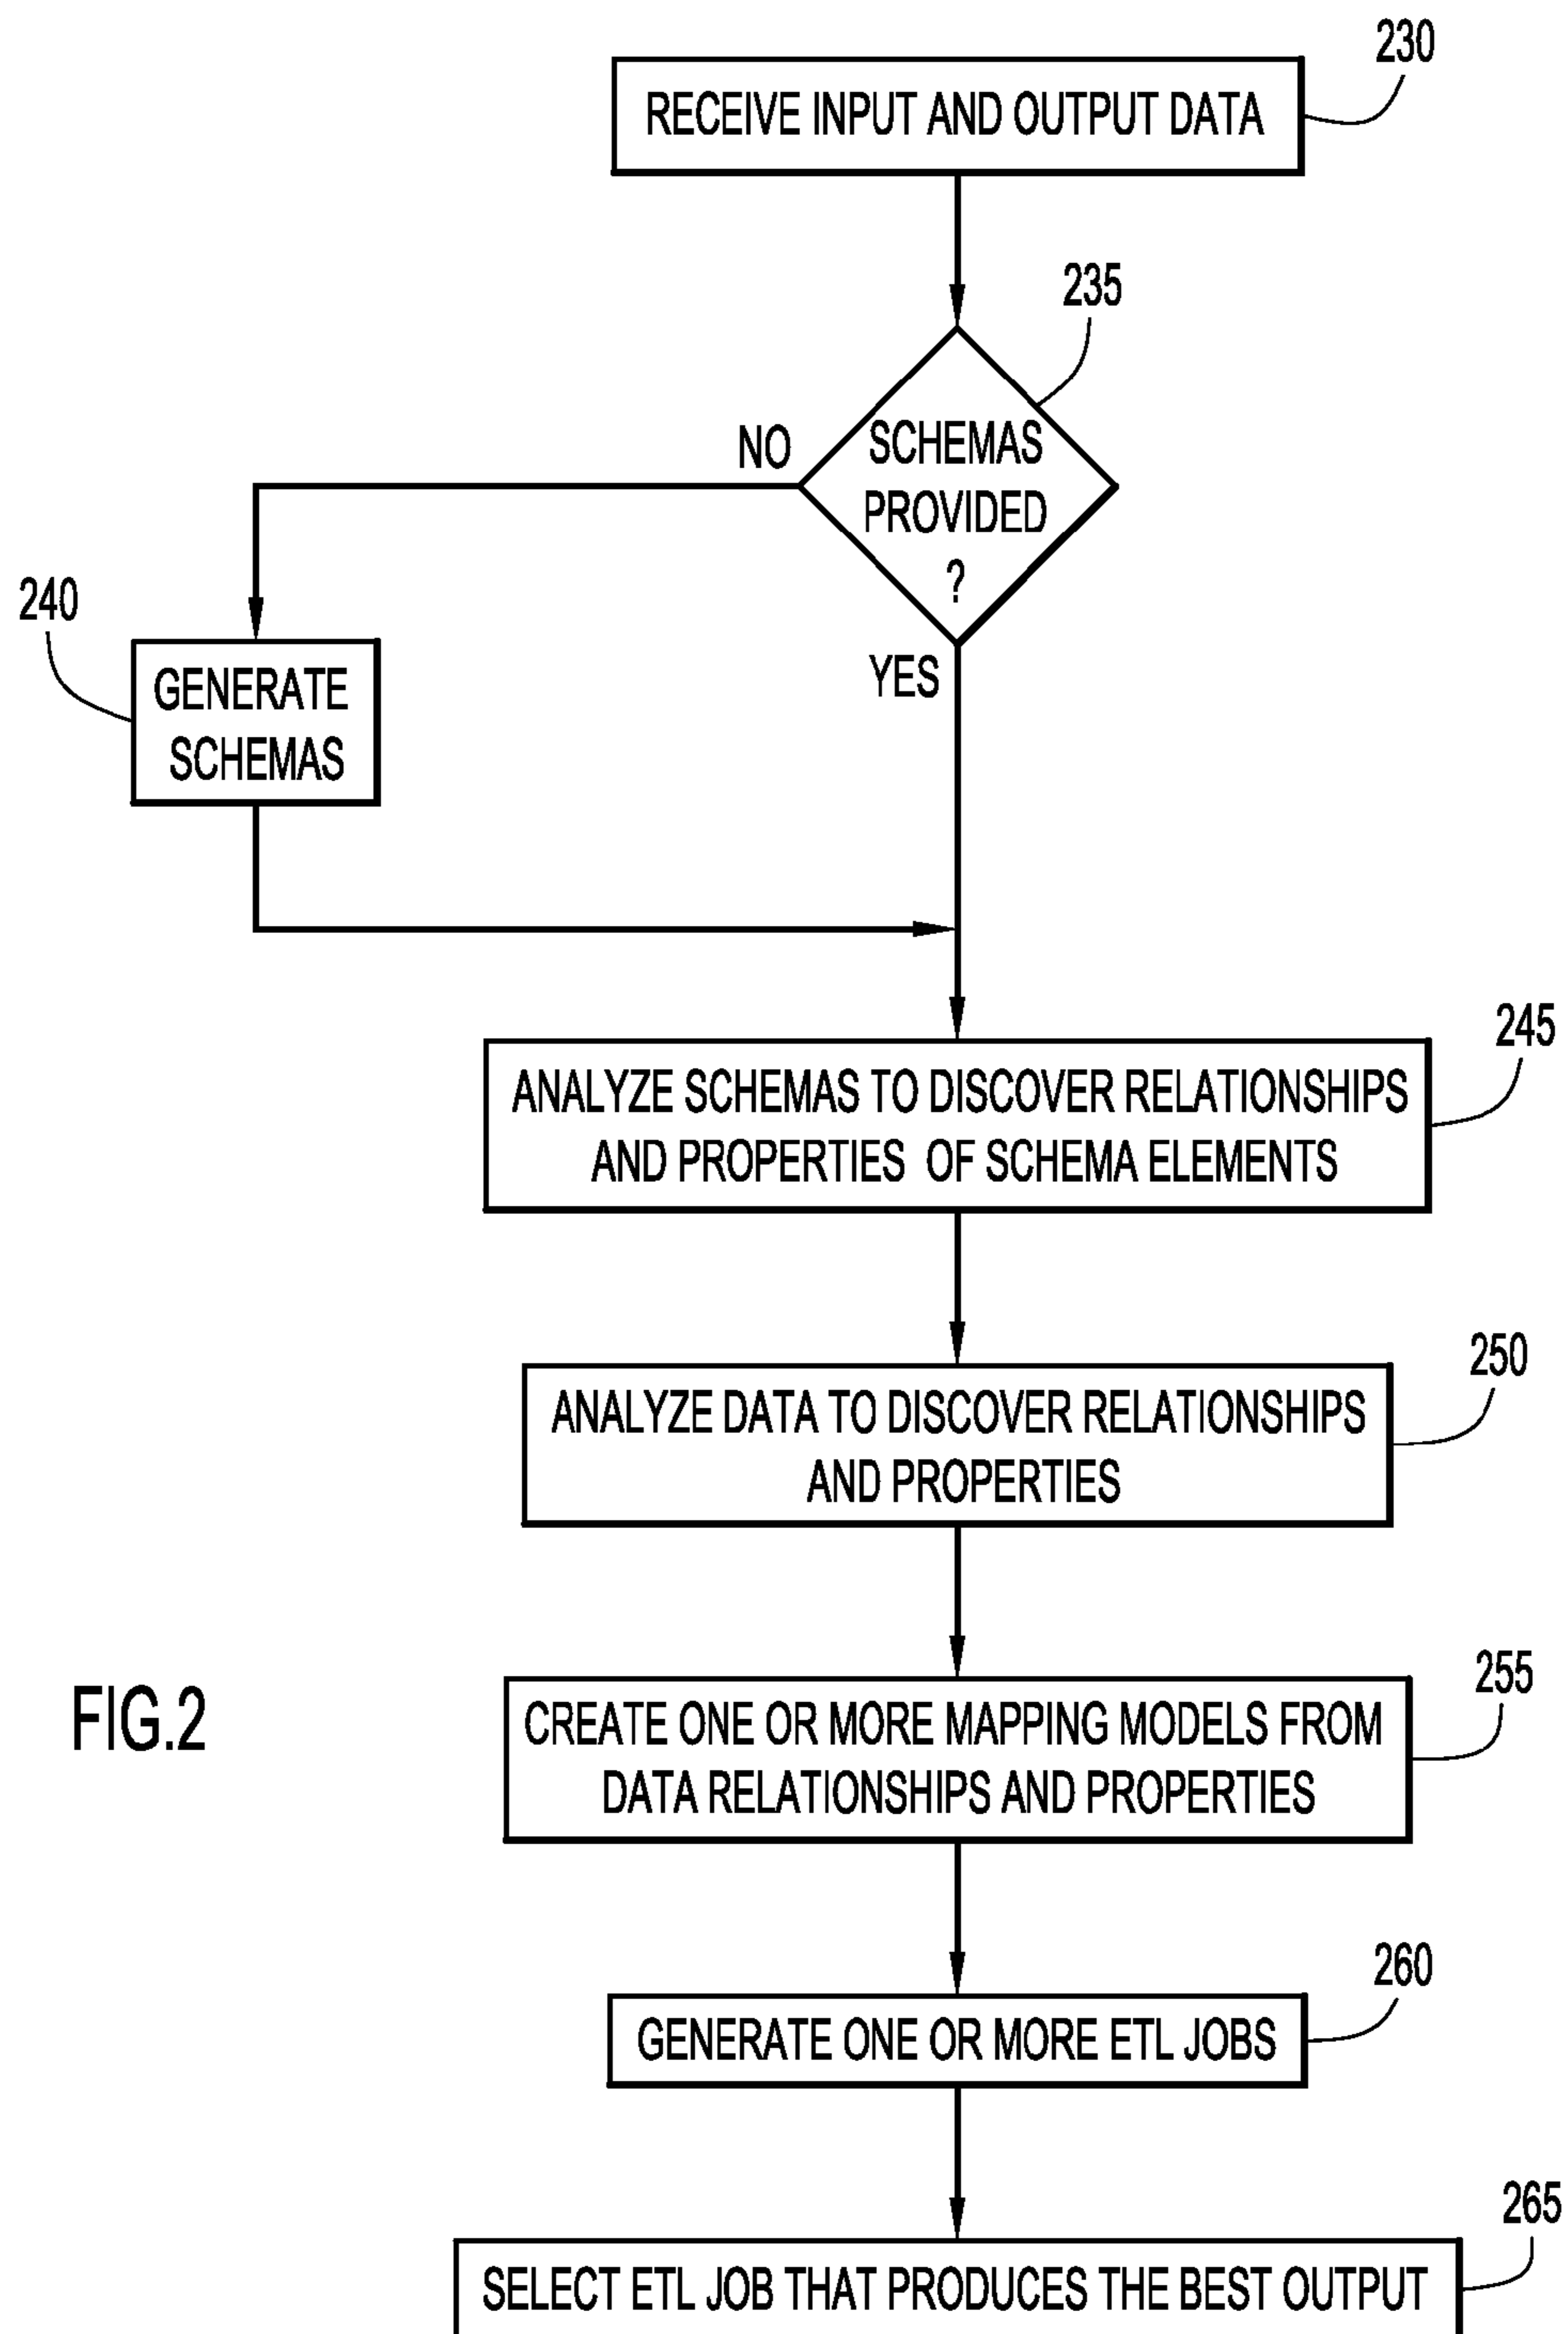 230
RECEIVE INPUT AND OUTPUT DATA
235
SCHEMAS
PROVIDED
?
NO
YES
240
GENERATE
SCHEMAS
245
ANALYZE SCHEMAS TO DISCOVER RELATIONSHIPS
AND PROPERTIES OF SCHEMA ELEMENTS
250
ANALYZE DATA TO DISCOVER RELATIONSHIPS
AND PROPERTIES
255
CREATE ONE OR MORE MAPPING MODELS FROM
DATA RELATIONSHIPS AND PROPERTIES
FIG.2
260
GENERATE ONE OR MORE ETL JOBS
265
SELECT ETL JOB THAT PRODUCES THE BEST OUTPUT